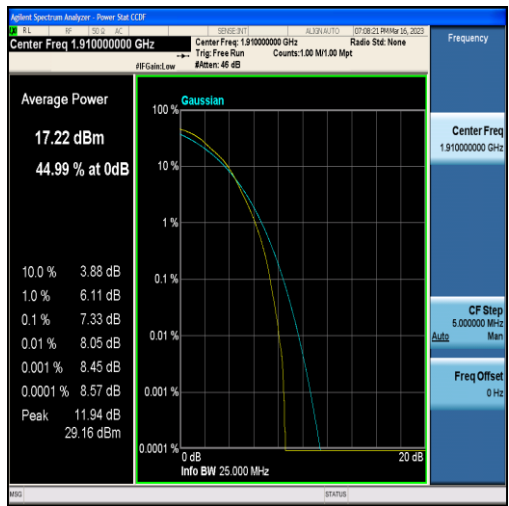 Agilent Spectrum Analyzer - Power Stat CCDF
RL RF 50 Ω AC SENSE:INT ALIGN AUTO 07:08:21 PM Mar 16, 2023
Center Freq 1.910000000 GHz
Center Freq: 1.910000000 GHz Radio Std: None
Trig: Free Run Counts:1.00 M/1.00 Mpt
#IFGain:Low #Atten: 46 dB
Frequency
Average Power
17.22 dBm
44.99 % at 0dB
10.0 % 3.88 dB
1.0 % 6.11 dB
0.1 % 7.33 dB
0.01 % 8.05 dB
0.001 % 8.45 dB
0.0001 % 8.57 dB
Peak 11.94 dB
29.16 dBm
Gaussian
100 %
10 %
1 %
0.1 %
0.01 %
0.001 %
0.0001 %
0 dB 20 dB
Info BW 25.000 MHz
Center Freq
1.910000000 GHz
CF Step
5.000000 MHz
Auto Man
Freq Offset
0 Hz
MSG STATUS